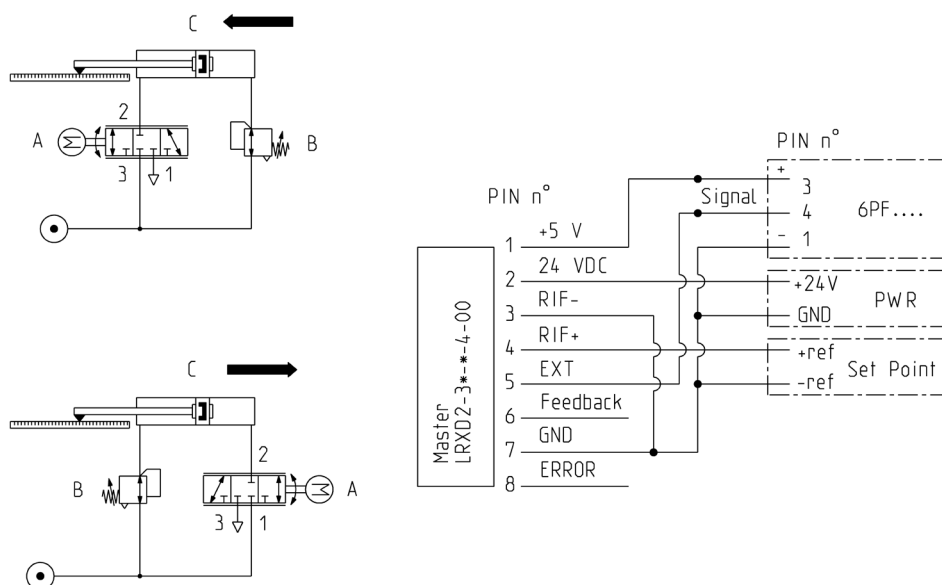 C
2
A
M
B
3
1
C
2
B
M
A
3
1
PIN n°
PIN n°
1 +5 V
2 24 VDC
3 RIF-
4 RIF+
5 EXT
6 Feedback
7 GND
8 ERROR
Master
LRXD2-3*-*-4-00
Signal
+ 3
4
- 1
6PF....
+24V
GND
PWR
+ref
-ref
Set Point